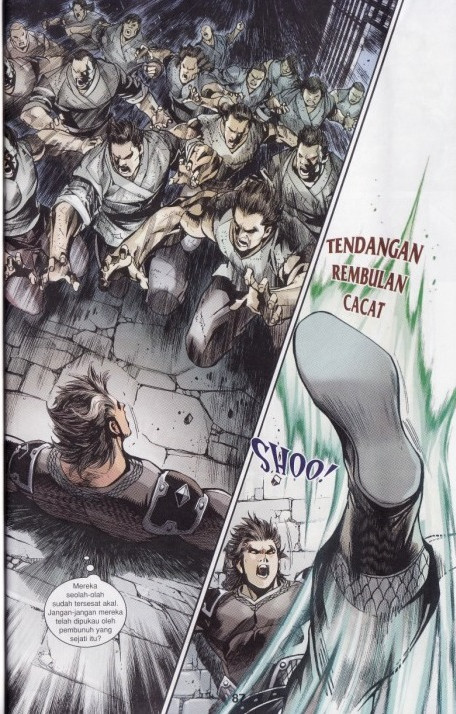 TENDANGAN
REMBULAN
CACAT
SHOO!
Mereka
seolah-olah
sudah tersesat akal.
Jangan-jangan mereka
telah dipukau oleh
pembunuh yang
sejati itu?
87